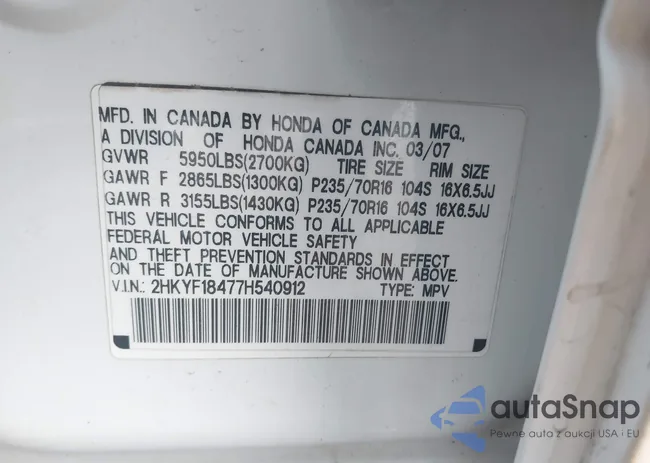 MFD. IN CANADA BY HONDA OF CANADA MFG.,
A DIVISION OF HONDA CANADA INC. 03/07
GVWR 5950LBS(2700KG) TIRE SIZE RIM SIZE
GAWR F 2865LBS(1300KG) P235/70R16 104S 16X6.5JJ
GAWR R 3155LBS(1430KG) P235/70R16 104S 16X6.5JJ
THIS VEHICLE CONFORMS TO ALL APPLICABLE
FEDERAL MOTOR VEHICLE SAFETY
AND THEFT PREVENTION STANDARDS IN EFFECT
ON THE DATE OF MANUFACTURE SHOWN ABOVE.
V.I.N.: 2HKYF18477H540912 TYPE: MPV
autaSnap
Pewne auta z aukcji USA i EU